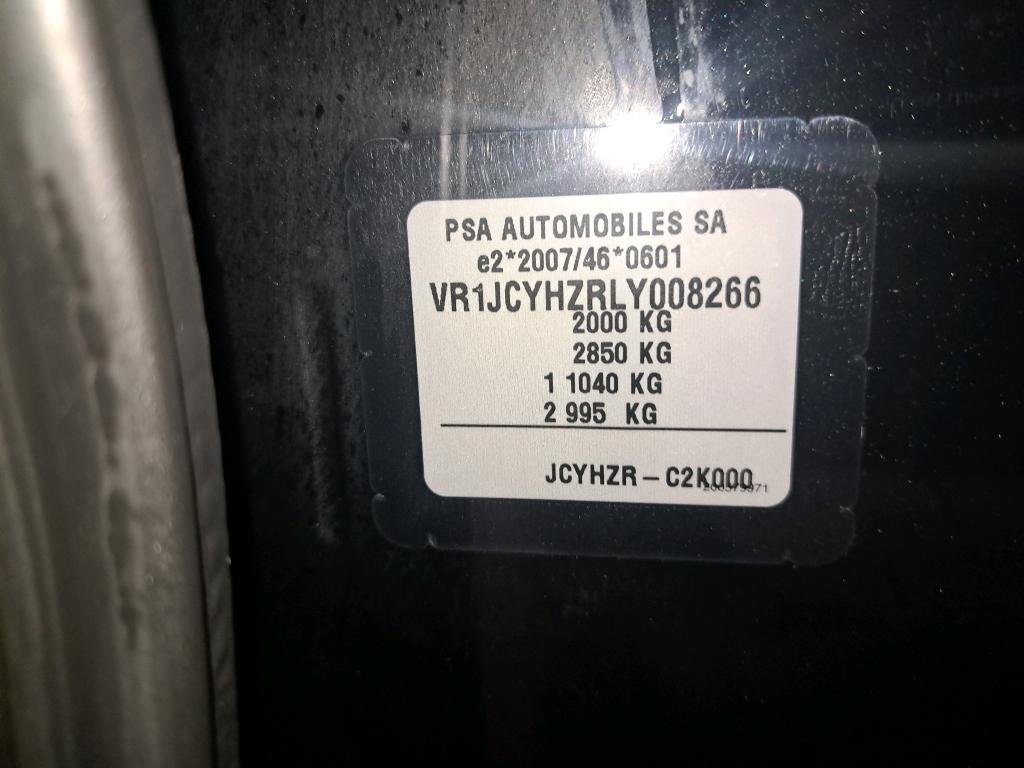 PSA AUTOMOBILES SA
e2*2007/46*0601
VR1JCYHZRLY008266
2000 KG
2850 KG
1 1040 KG
2 995 KG
JCYHZR – C2K000